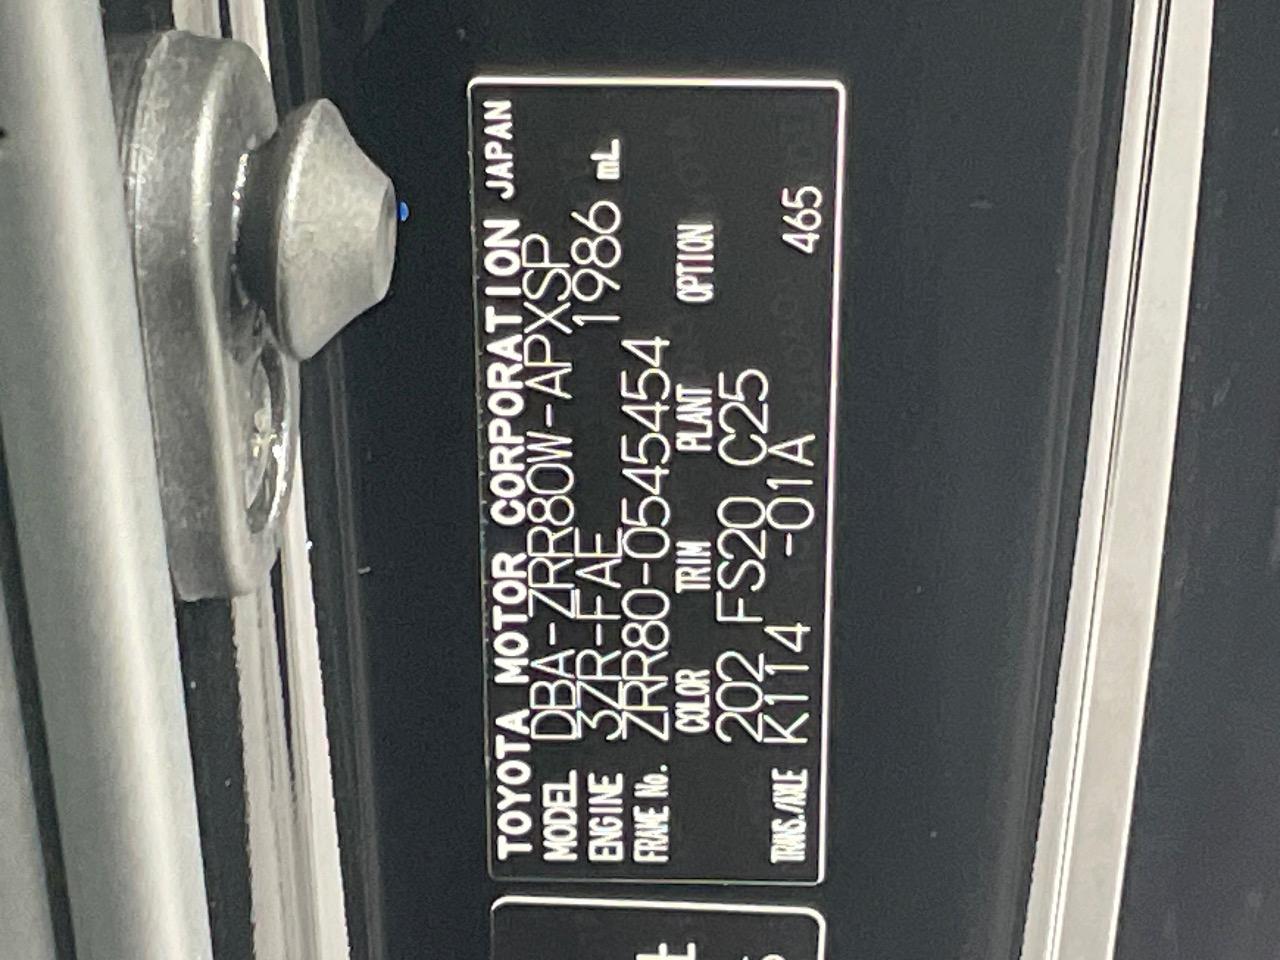 TOYOTA MOTOR CORPORATION JAPAN
MODEL DBA-ZRR80W-APXSP
ENGINE 3ZR-FAE 1986 mL
FRAME No. ZRR80-0545454
COLOR TRIM PLANT OPTION
202 FS20 C25
TRANS./AXLE K114 -01A 465